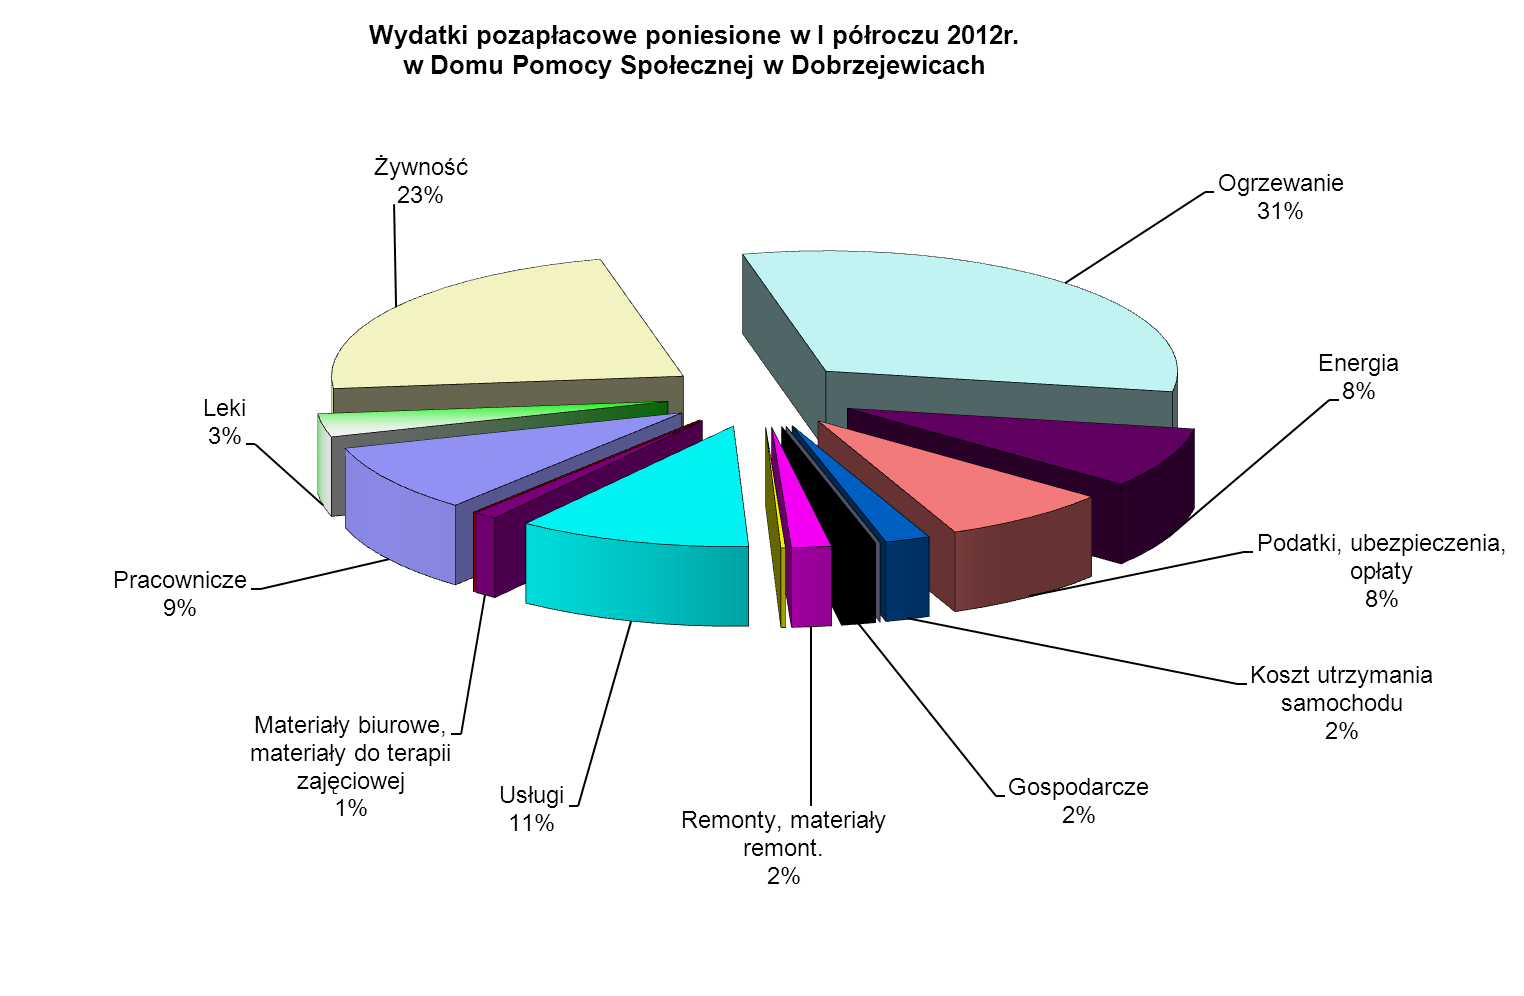 Wydatki pozapłacowe poniesione w I półroczu 2012r.
w Domu Pomocy Społecznej w Dobrzejewicach
Żywność
23%
Ogrzewanie
31%
Energia
8%
Leki
3%
Podatki, ubezpieczenia,
opłaty
8%
Pracownicze
9%
Koszt utrzymania
samochodu
2%
Materiały biurowe,
materiały do terapii
zajęciowej
1%
Usługi
11%
Gospodarcze
2%
Remonty, materiały
remont.
2%